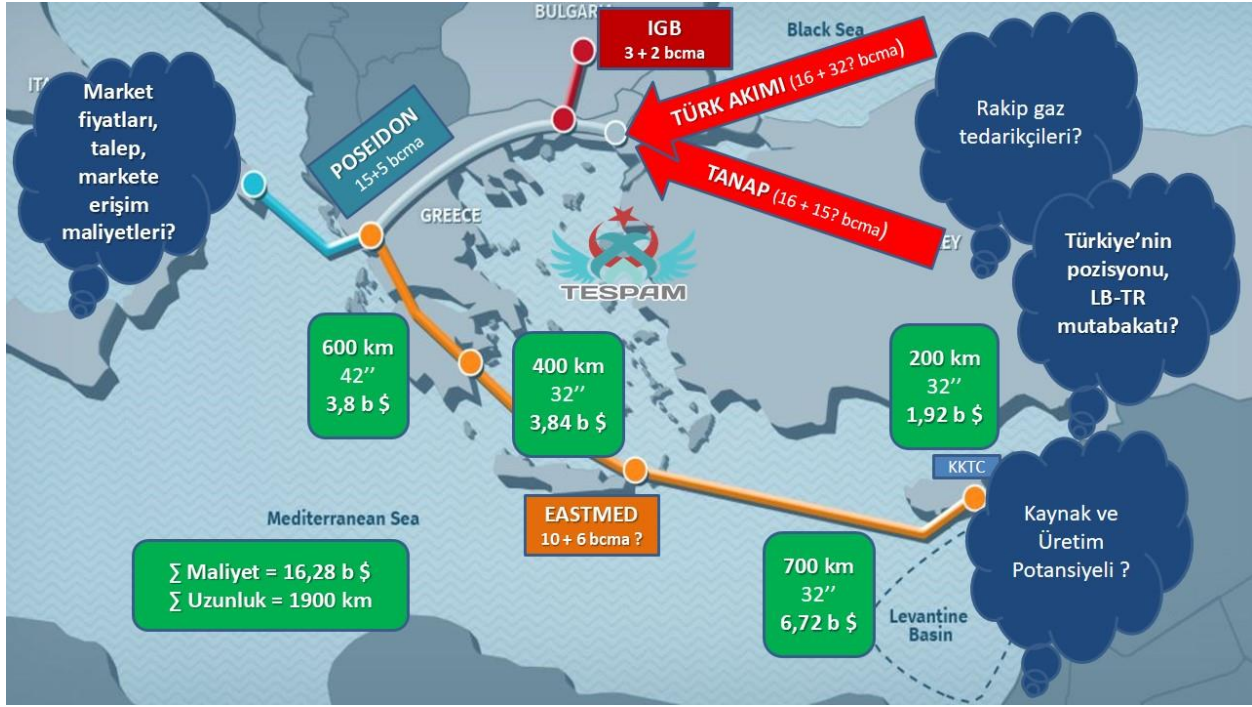 BULGARIA
Black Sea
IGB
3 + 2 bcma
TÜRK AKIMI (16 + 32? bcma)
TANAP (16 + 15? bcma)
Rakip gaz
tedarikçileri?
ITA
Market
fiyatları,
talep,
markete
erişim
maliyetleri?
POSEIDON
15+5 bcma
GREECE
TESPAM
EY
Türkiye’nin
pozisyonu,
LB-TR
mutabakatı?
600 km
42’’
3,8 b $
400 km
32’’
3,84 b $
200 km
32’’
1,92 b $
KKTC
EASTMED
10 + 6 bcma ?
Mediterranean Sea
∑ Maliyet = 16,28 b $
∑ Uzunluk = 1900 km
700 km
32’’
6,72 b $
Levantine
Basin
Kaynak ve
Üretim
Potansiyeli ?